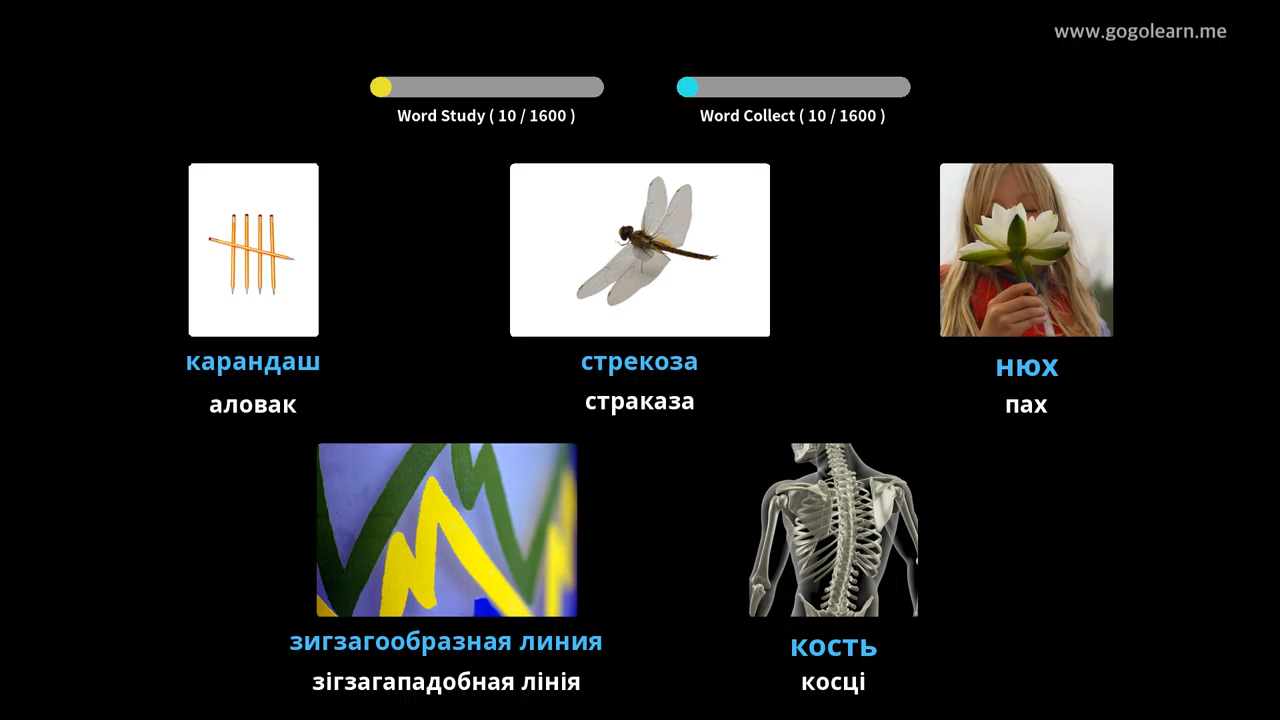 www.gogolearn.me
Word Study ( 10 / 1600 )
Word Collect ( 10 / 1600 )
карандаш
аловак
стрекоза
страказа
нюх
пах
зигзагообразная линия
зігзагападобная лінія
кость
косці